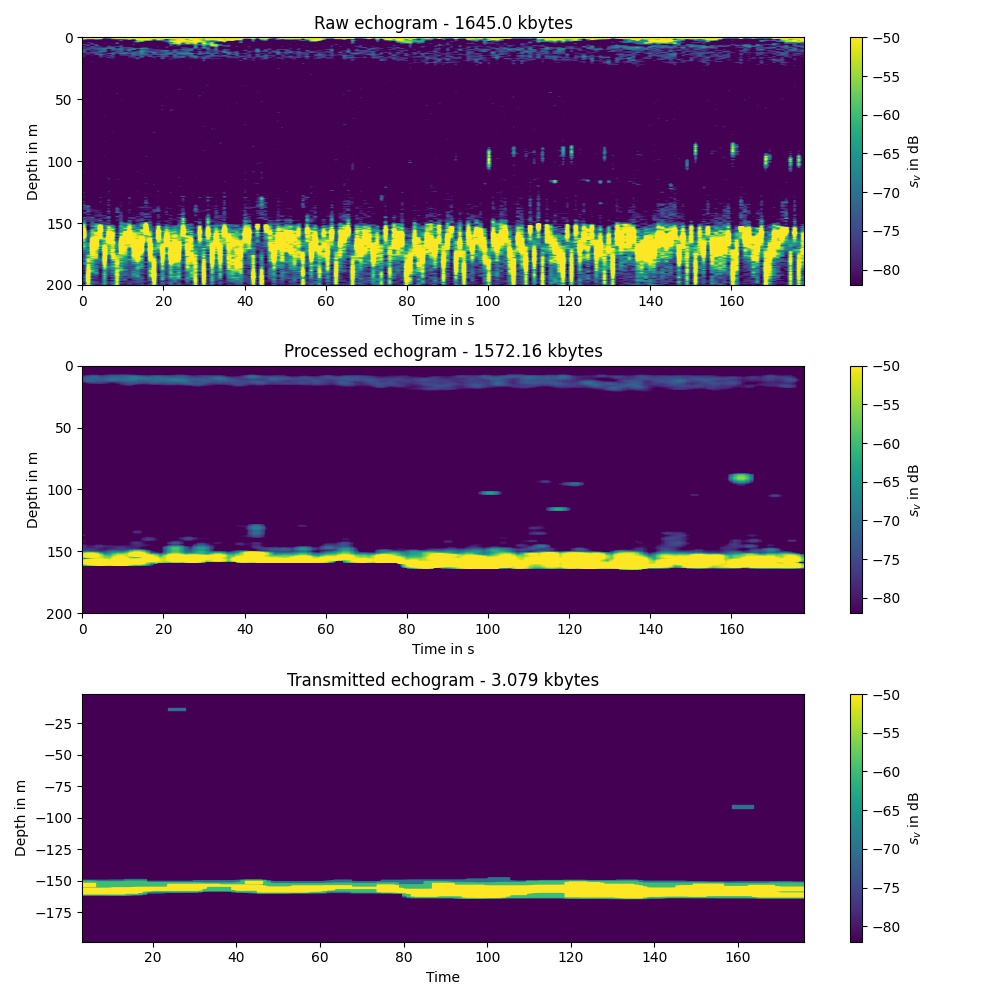 Raw echogram - 1645.0 kbytes
0
50
100
150
200
Depth in m
0 20 40 60 80 100 120 140 160
Time in s
−50
−55
−60
−65
−70
−75
−80
sv in dB
Processed echogram - 1572.16 kbytes
0
50
100
150
200
Depth in m
0 20 40 60 80 100 120 140 160
Time in s
−50
−55
−60
−65
−70
−75
−80
sv in dB
Transmitted echogram - 3.079 kbytes
−25
−50
−75
−100
−125
−150
−175
Depth in m
20 40 60 80 100 120 140 160
Time
−50
−55
−60
−65
−70
−75
−80
sv in dB